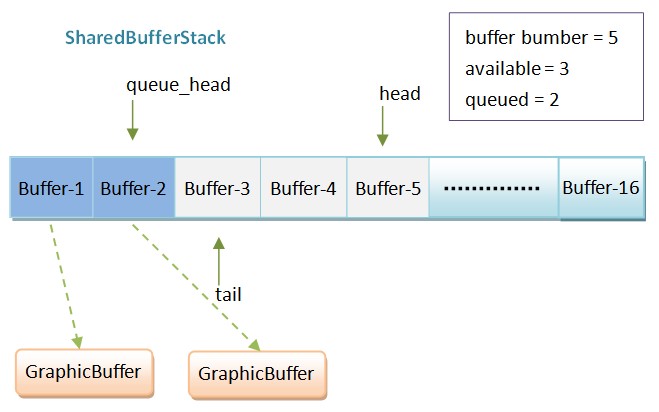 SharedBufferStack
buffer bumber = 5
available = 3
queued = 2
queue_head
head
Buffer-1 Buffer-2 Buffer-3 Buffer-4 Buffer-5 ............... Buffer-16
tail
GraphicBuffer GraphicBuffer